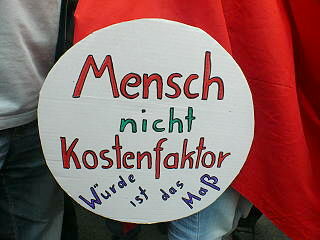 Mensch
nicht
Kostenfaktor
Würde ist das Maß